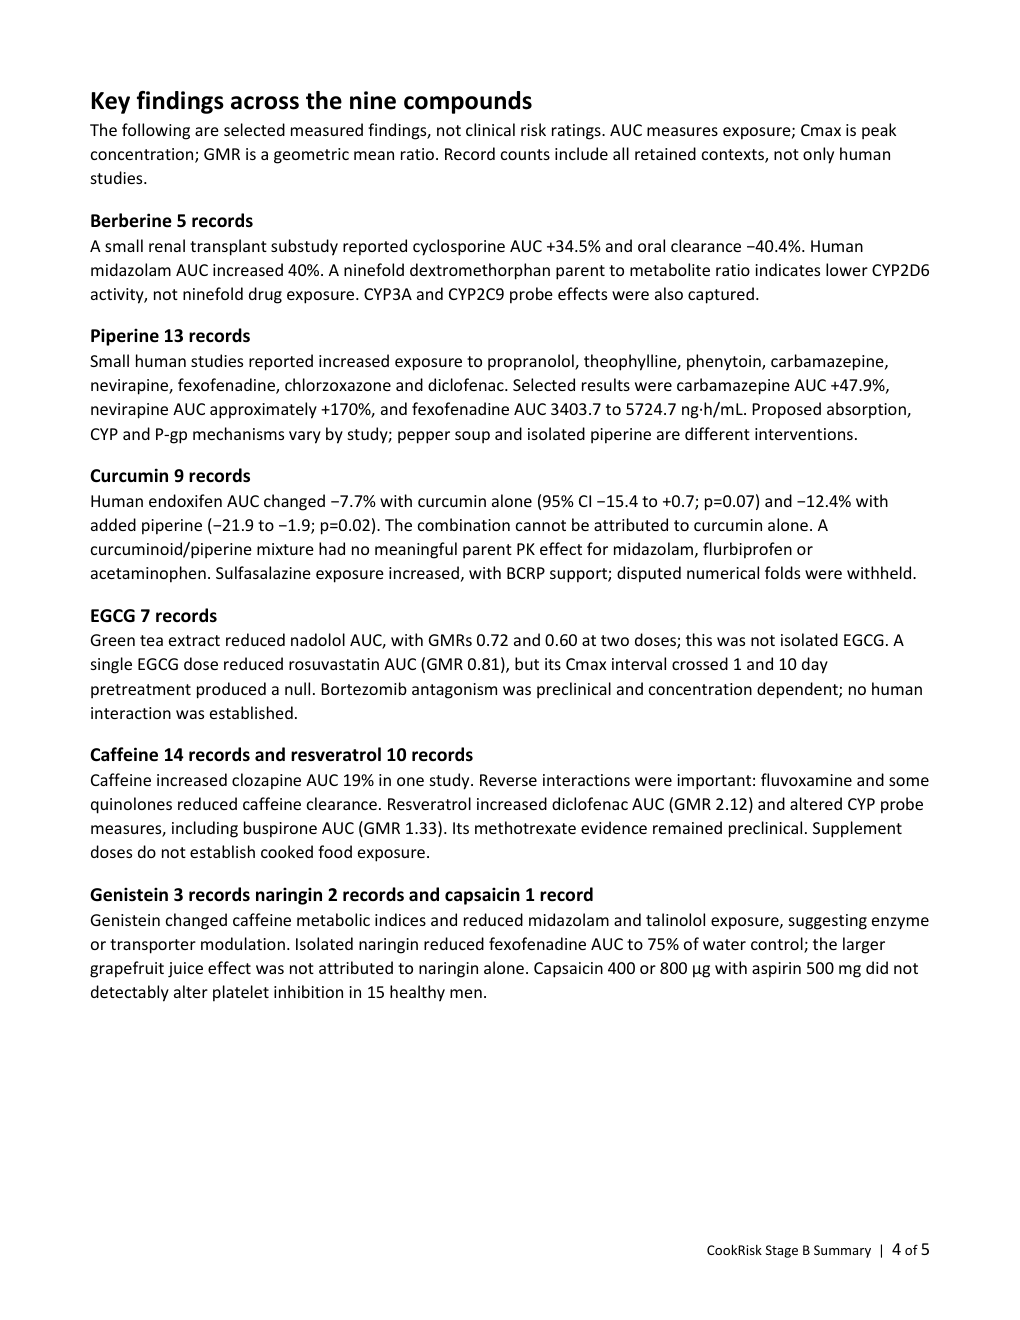 Key findings across the nine compounds
The following are selected measured findings, not clinical risk ratings. AUC measures exposure; Cmax is peak
concentration; GMR is a geometric mean ratio. Record counts include all retained contexts, not only human
studies.
Berberine 5 records
A small renal transplant substudy reported cyclosporine AUC +34.5% and oral clearance −40.4%. Human
midazolam AUC increased 40%. A ninefold dextromethorphan parent to metabolite ratio indicates lower CYP2D6
activity, not ninefold drug exposure. CYP3A and CYP2C9 probe effects were also captured.
Piperine 13 records
Small human studies reported increased exposure to propranolol, theophylline, phenytoin, carbamazepine,
nevirapine, fexofenadine, chlorzoxazone and diclofenac. Selected results were carbamazepine AUC +47.9%,
nevirapine AUC approximately +170%, and fexofenadine AUC 3403.7 to 5724.7 ng·h/mL. Proposed absorption,
CYP and P-gp mechanisms vary by study; pepper soup and isolated piperine are different interventions.
Curcumin 9 records
Human endoxifen AUC changed −7.7% with curcumin alone (95% CI −15.4 to +0.7; p=0.07) and −12.4% with
added piperine (−21.9 to −1.9; p=0.02). The combination cannot be attributed to curcumin alone. A
curcuminoid/piperine mixture had no meaningful parent PK effect for midazolam, flurbiprofen or
acetaminophen. Sulfasalazine exposure increased, with BCRP support; disputed numerical folds were withheld.
EGCG 7 records
Green tea extract reduced nadolol AUC, with GMRs 0.72 and 0.60 at two doses; this was not isolated EGCG. A
single EGCG dose reduced rosuvastatin AUC (GMR 0.81), but its Cmax interval crossed 1 and 10 day
pretreatment produced a null. Bortezomib antagonism was preclinical and concentration dependent; no human
interaction was established.
Caffeine 14 records and resveratrol 10 records
Caffeine increased clozapine AUC 19% in one study. Reverse interactions were important: fluvoxamine and some
quinolones reduced caffeine clearance. Resveratrol increased diclofenac AUC (GMR 2.12) and altered CYP probe
measures, including buspirone AUC (GMR 1.33). Its methotrexate evidence remained preclinical. Supplement
doses do not establish cooked food exposure.
Genistein 3 records naringin 2 records and capsaicin 1 record
Genistein changed caffeine metabolic indices and reduced midazolam and talinolol exposure, suggesting enzyme
or transporter modulation. Isolated naringin reduced fexofenadine AUC to 75% of water control; the larger
grapefruit juice effect was not attributed to naringin alone. Capsaicin 400 or 800 µg with aspirin 500 mg did not
detectably alter platelet inhibition in 15 healthy men.
CookRisk Stage B Summary | 4 of 5